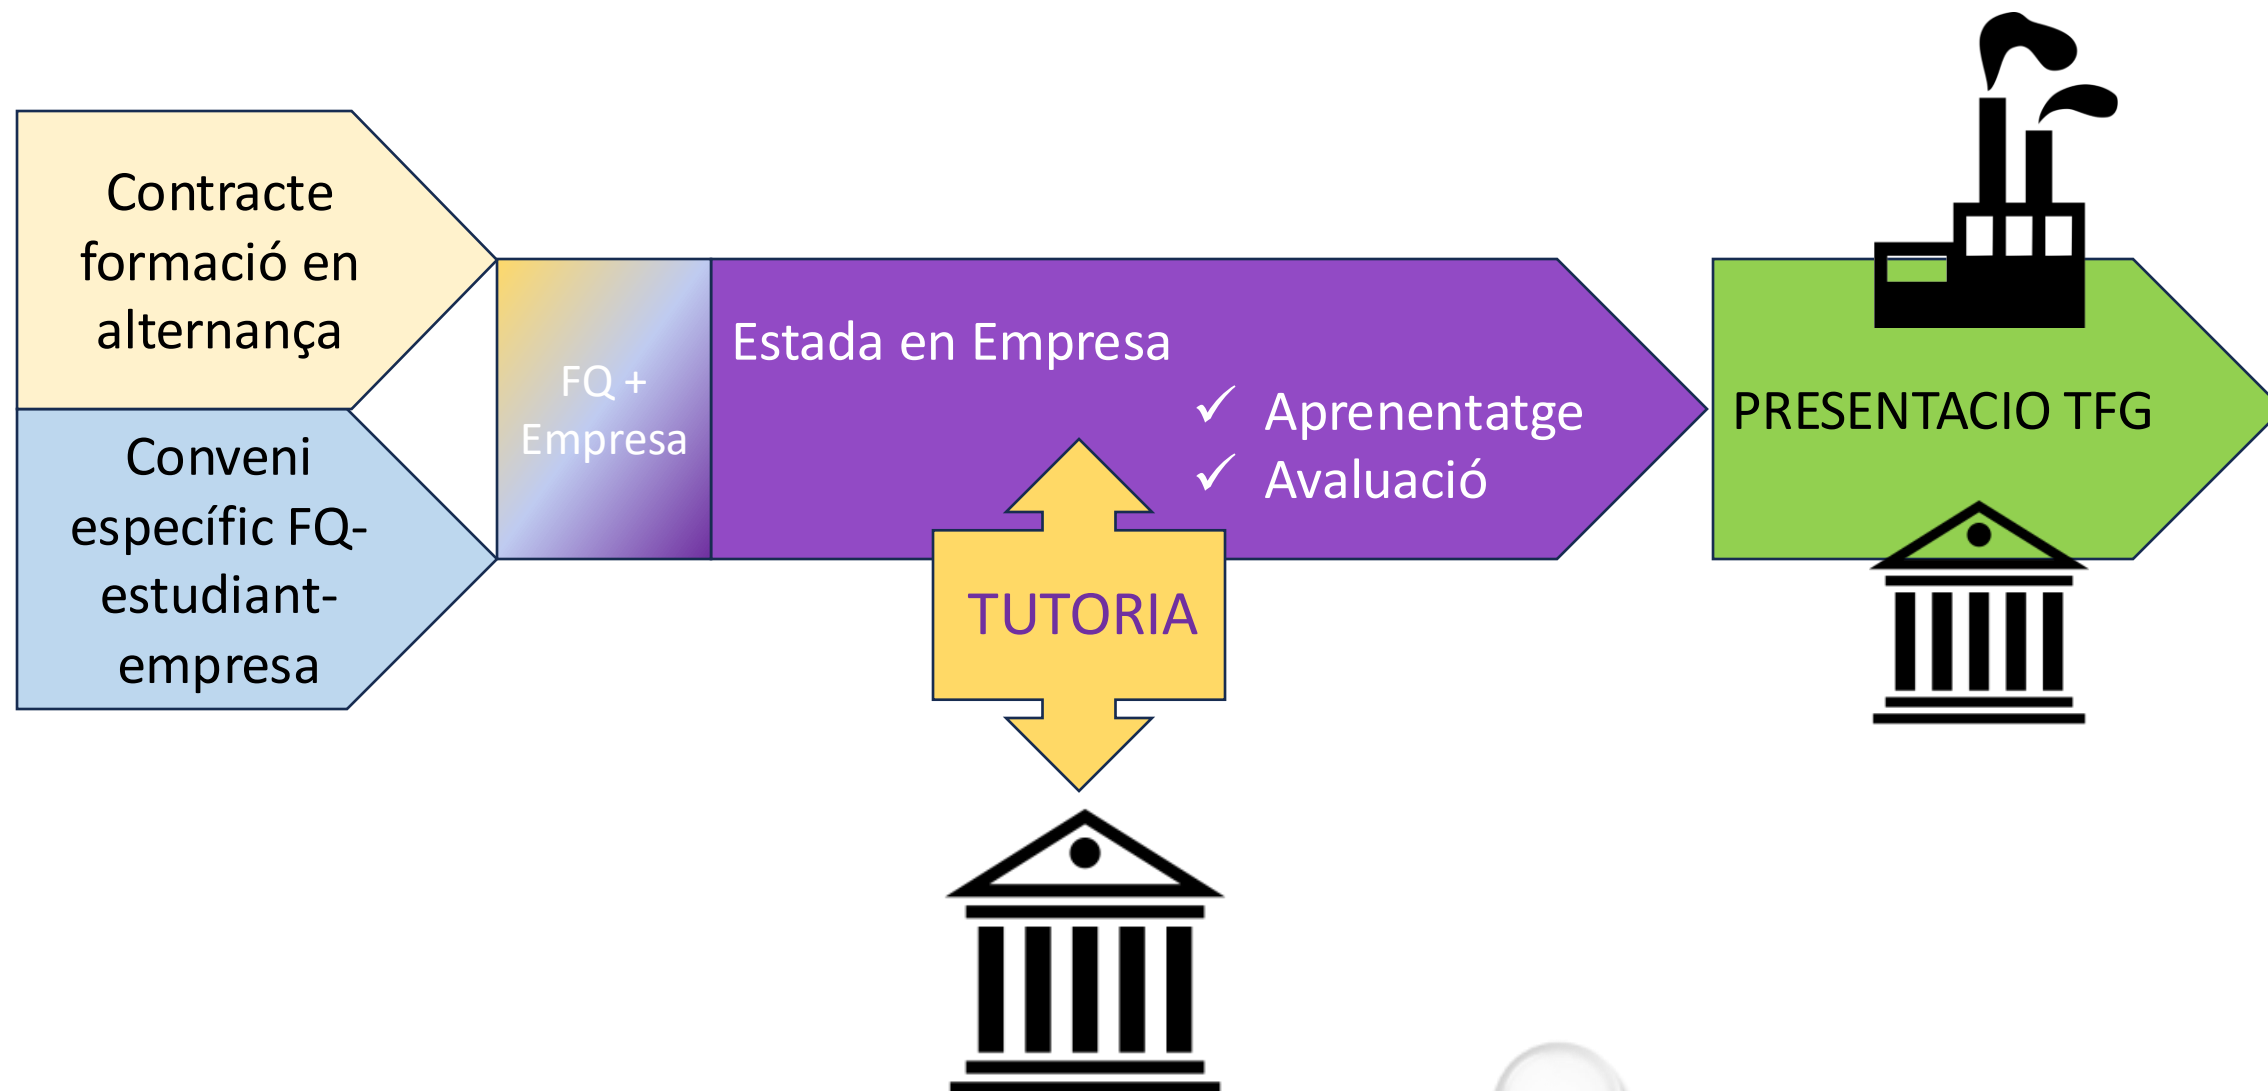 Contracte
formació en
alternança
Conveni
específic FQ-
estudiant-
empresa
FQ +
Empresa
Estada en Empresa
✓ Aprenentatge
✓ Avaluació
TUTORIA
PRESENTACIO TFG